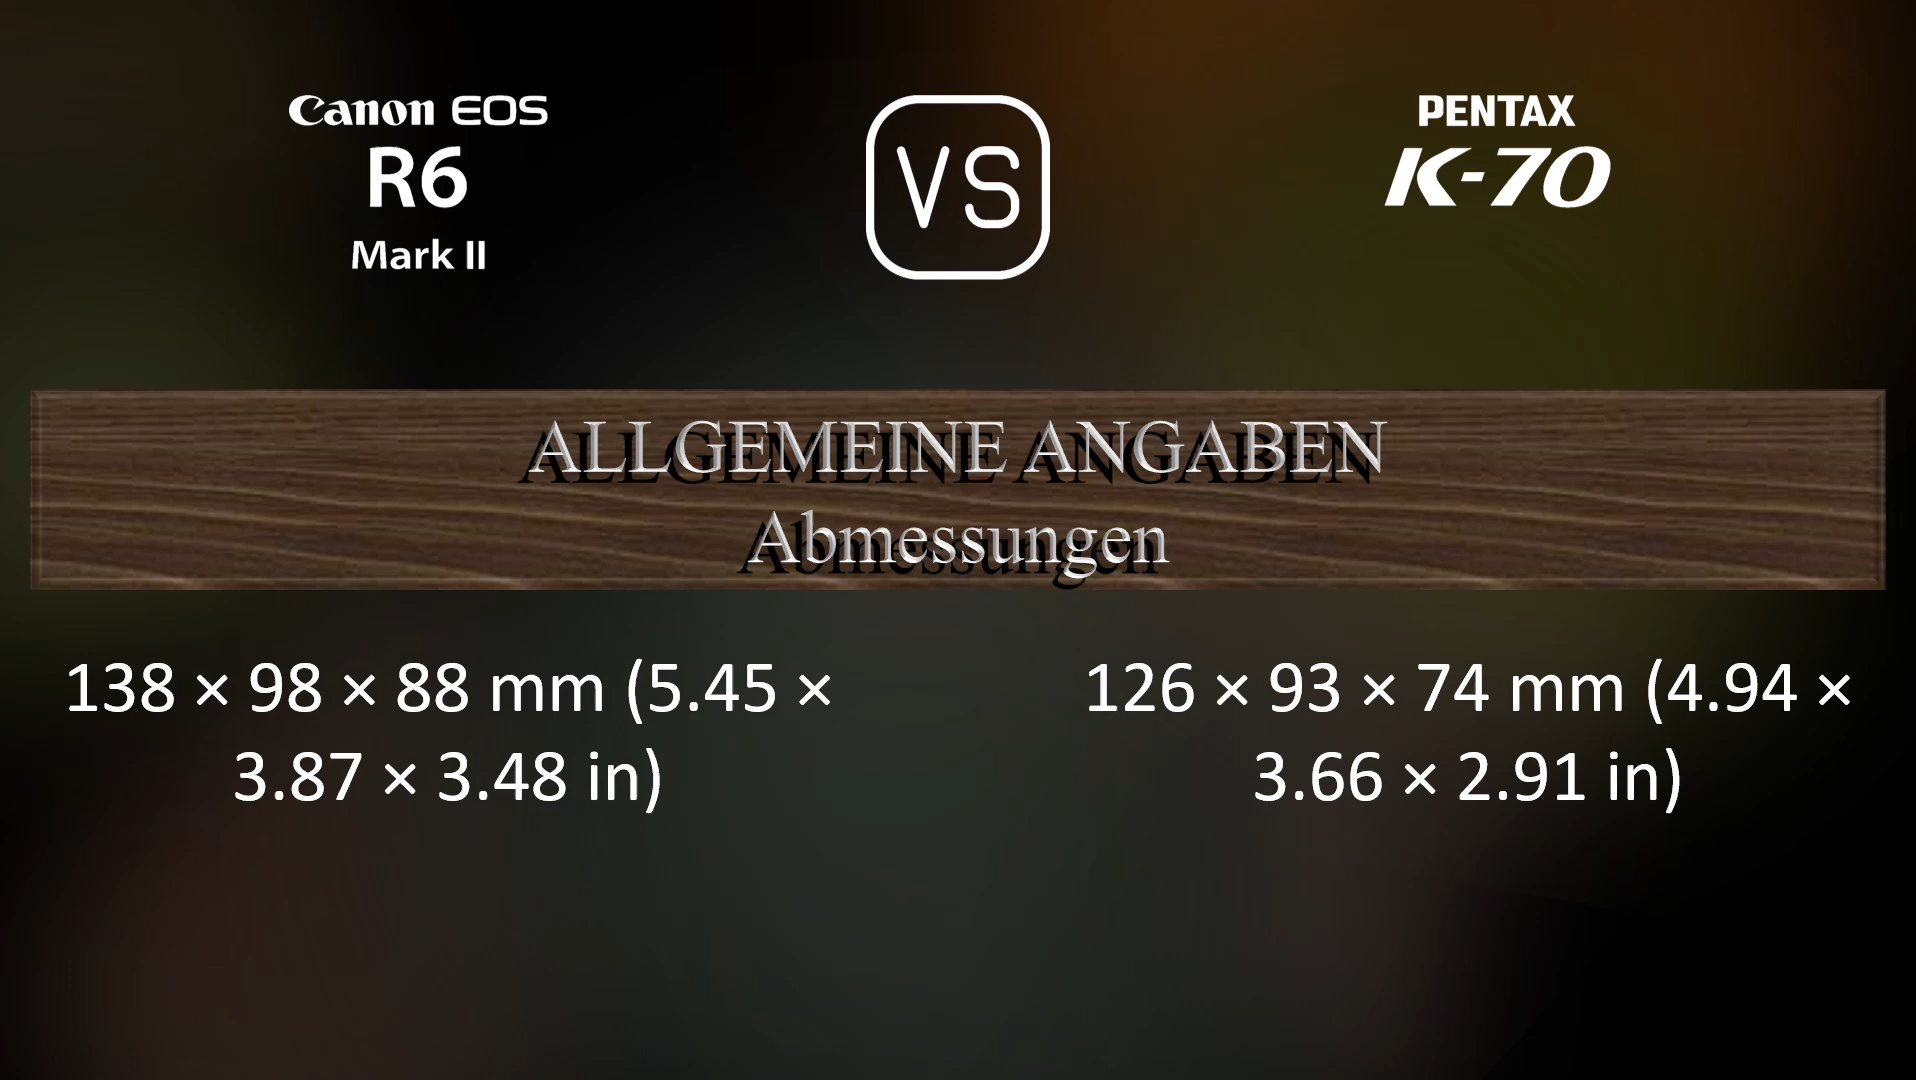 Canon EOS
R6
Mark II
VS
PENTAX
K-70
ALLGEMEINE ANGABEN
Abmessungen
138 × 98 × 88 mm (5.45 ×
3.87 × 3.48 in)
126 × 93 × 74 mm (4.94 ×
3.66 × 2.91 in)